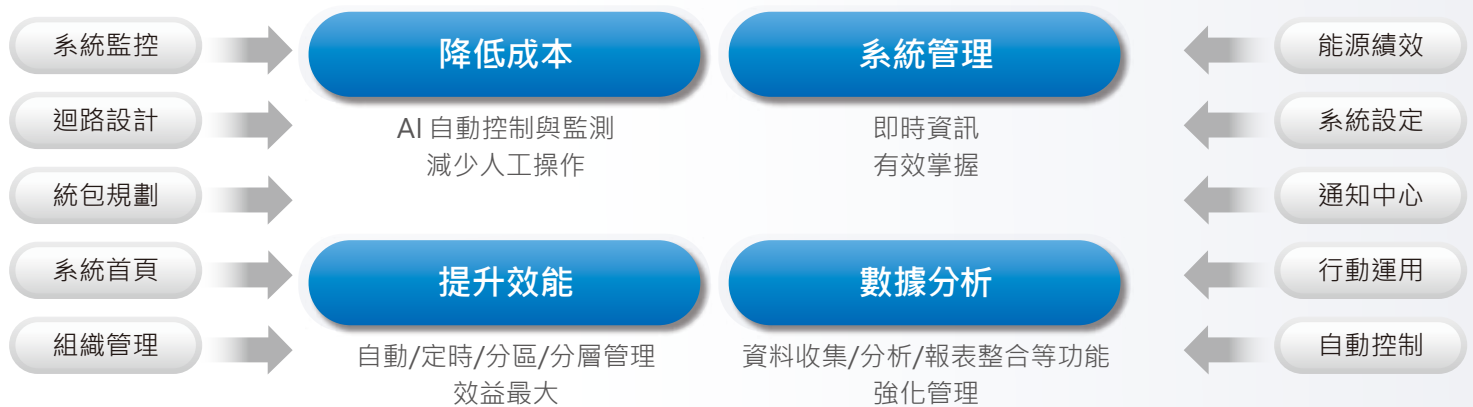 系統監控
迴路設計
統包規劃
系統首頁
組織管理
降低成本
AI 自動控制與監測
減少人工操作
系統管理
即時資訊
有效掌握
提升效能
自動/定時/分區/分層管理
效益最大
數據分析
資料收集/分析/報表整合等功能
強化管理
能源績效
系統設定
通知中心
行動運用
自動控制